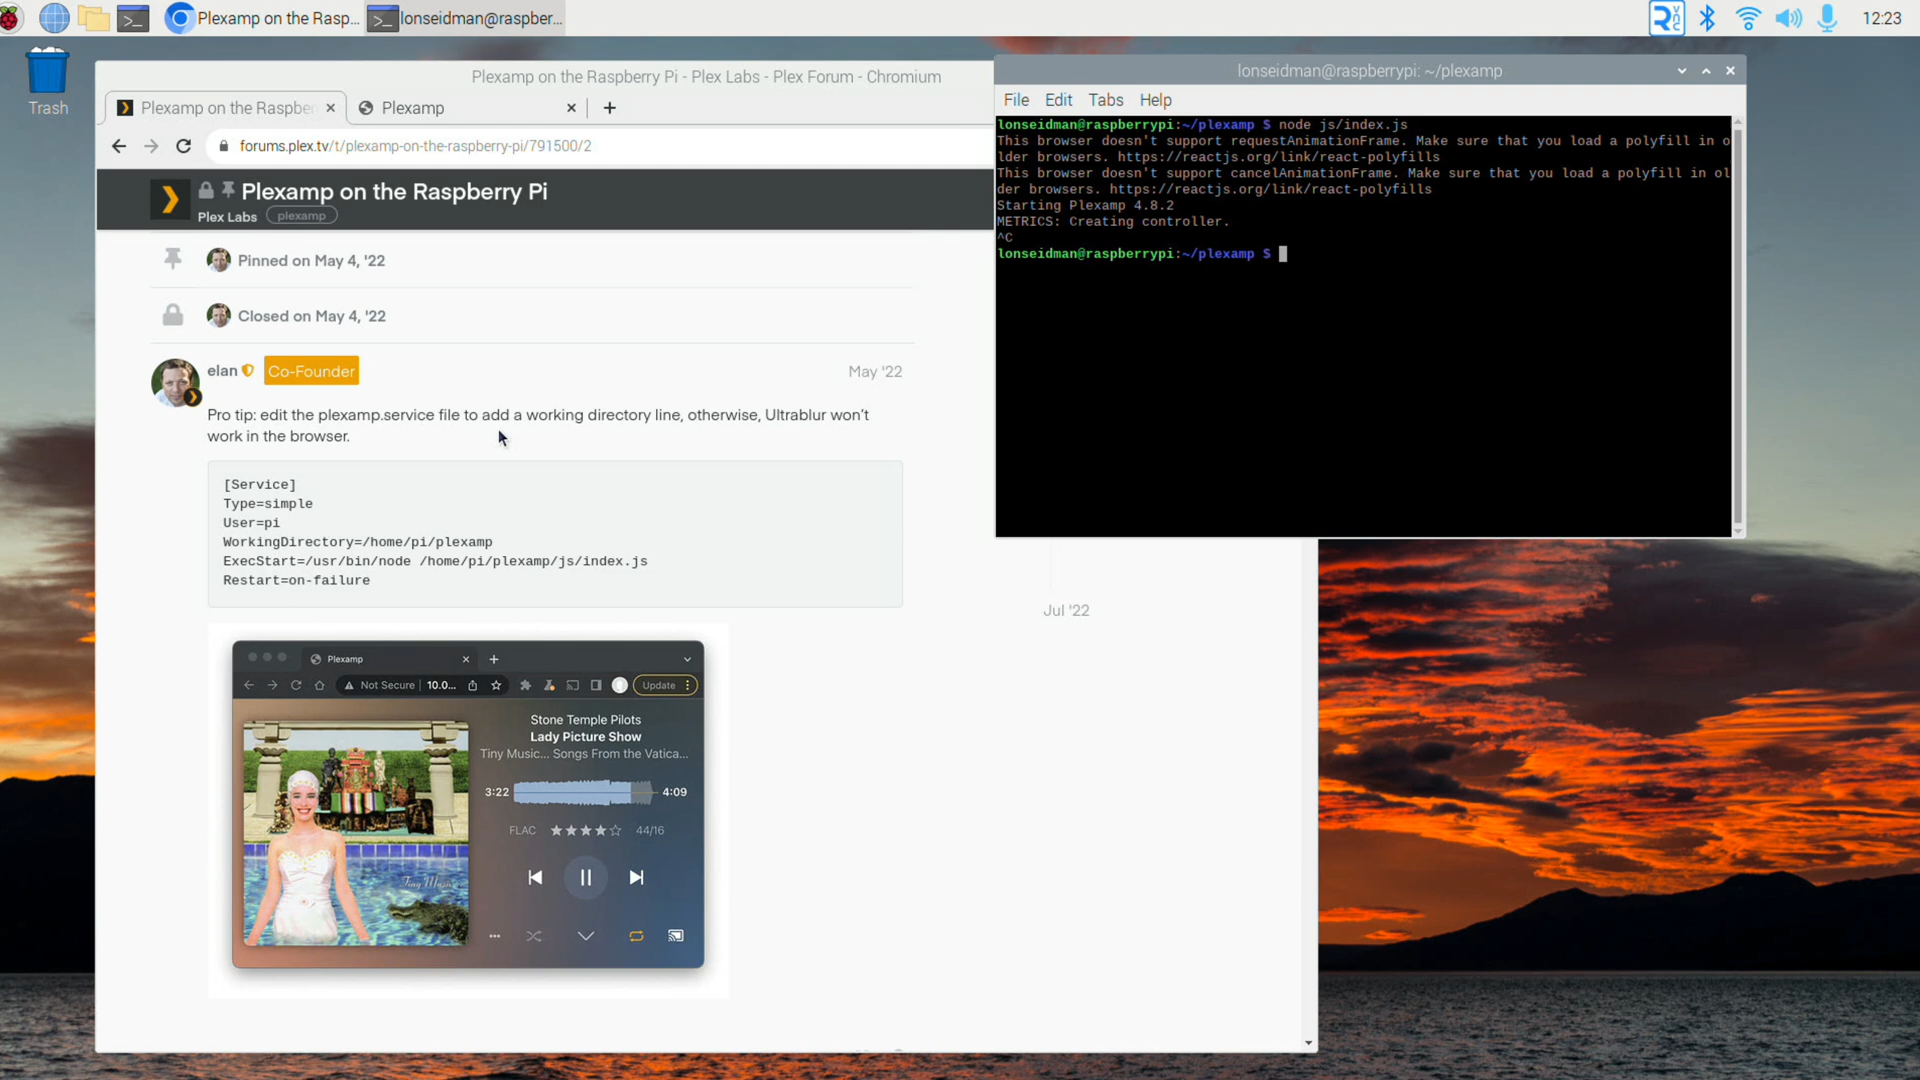 Plexamp on the Rasp...
lonseidman@raspber...
12:23
Trash
Plexamp on the Raspberry Pi - Plex Labs - Plex Forum - Chromium
Plexamp on the Raspber
Plexamp
forums.plex.tv/t/plexamp-on-the-raspberry-pi/791500/2
Plexamp on the Raspberry Pi
Plex Labs
plexamp
Pinned on May 4, '22
Closed on May 4, '22
elan
Co-Founder
May '22
Pro tip: edit the plexamp.service file to add a working directory line, otherwise, Ultrablur won't
work in the browser.
[Service]
Type=simple
User=pi
WorkingDirectory=/home/pi/plexamp
ExecStart=/usr/bin/node /home/pi/plexamp/js/index.js
Restart=on-failure
Plexamp
Not Secure
10.0...
Update
Stone Temple Pilots
Lady Picture Show
Tiny Music... Songs From the Vatica...
3:22
4:09
FLAC
44/16
Tiny Music
Jul '22
lonseidman@raspberrypi: ~/plexamp
File Edit Tabs Help
lonseidman@raspberrypi:~/plexamp $ node js/index.js
This browser doesn't support requestAnimationFrame. Make sure that you load a polyfill in o
lder browsers. https://reactjs.org/link/react-polyfills
This browser doesn't support cancelAnimationFrame. Make sure that you load a polyfill in ol
der browsers. https://reactjs.org/link/react-polyfills
Starting Plexamp 4.8.2
METRICS: Creating controller.
^C
lonseidman@raspberrypi:~/plexamp $